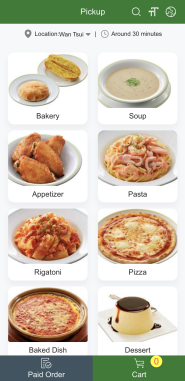 Pickup
Location:Wan Tsui
Around 30 minutes
Bakery
Soup
Appetizer
Pasta
Rigatoni
Pizza
Baked Dish
Dessert
Paid Order
0
Cart